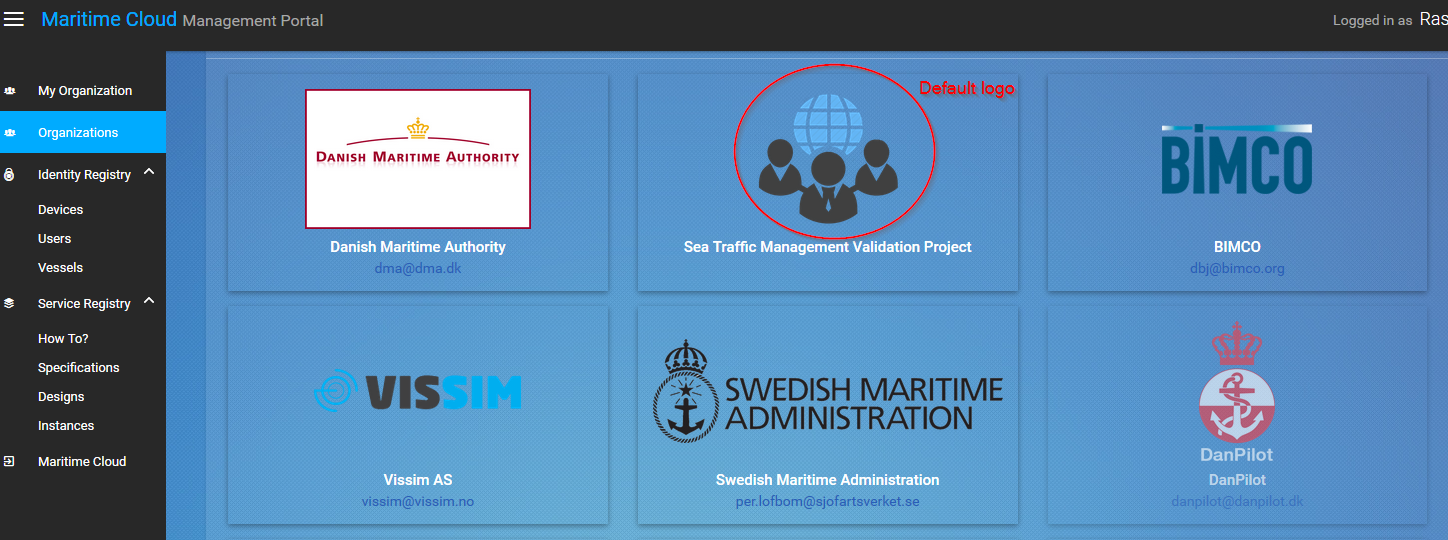 Maritime Cloud Management Portal
Logged in as Ras
My Organization
Organizations
Identity Registry
Devices
Users
Vessels
Service Registry
How To?
Specifications
Designs
Instances
Maritime Cloud
DANISH MARITIME AUTHORITY
Danish Maritime Authority
dma@dma.dk
Default logo
Sea Traffic Management Validation Project
BIMCO
BIMCO
dbj@bimco.org
VISSIM
Vissim AS
vissim@vissim.no
SWEDISH MARITIME
ADMINISTRATION
Swedish Maritime Administration
per.lofbom@sjofartsverket.se
DanPilot
DanPilot
danpilot@danpilot.dk